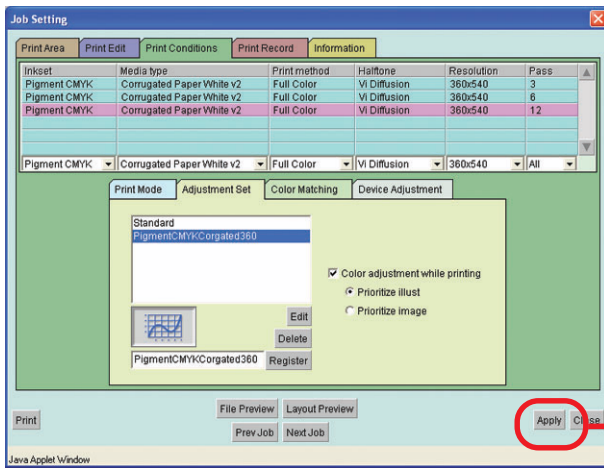 Job Setting
Print Area Print Edit Print Conditions Print Record Information
Inkset Media type Print method Halftone Resolution Pass
Pigment CMYK Corrugated Paper White v2 Full Color Vi Diffusion 360x540 3
Pigment CMYK Corrugated Paper White v2 Full Color Vi Diffusion 360x540 6
Pigment CMYK Corrugated Paper White v2 Full Color Vi Diffusion 360x540 12
Pigment CMYK Corrugated Paper White v2 Full Color Vi Diffusion 360x540 All
Print Mode Adjustment Set Color Matching Device Adjustment
Standard
PigmentCMYKCorgated360
Color adjustment while printing
Prioritize illust
Prioritize image
Edit
Delete
PigmentCMYKCorgated360 Register
File Preview Layout Preview
Print Apply Close
Prev Job Next Job
Java Applet Window